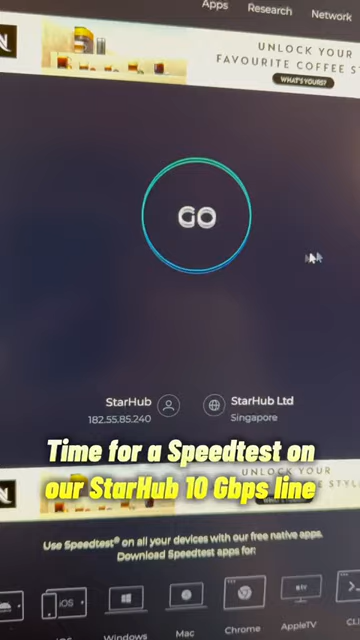 Apps Research Network
N
UNLOCK YOUR
FAVOURITE COFFEE ST
WHAT'S YOURS?
GO
StarHub
182.55.85.240
StarHub Ltd
Singapore
Time for a Speedtest on
our StarHub 10 Gbps line
UNLOCK YOUR
Use Speedtest® on all your devices with our free native apps.
Download Speedtest apps for:
iOS
Windows
Mac
Chrome
AppleTV